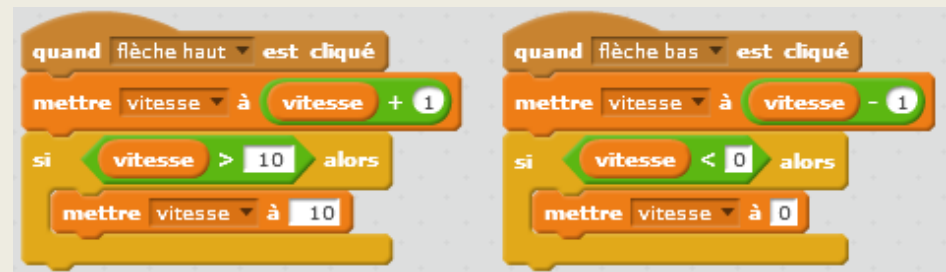 quand flèche haut est cliqué
mettre vitesse à vitesse + 1
si vitesse > 10 alors
mettre vitesse à 10
quand flèche bas est cliqué
mettre vitesse à vitesse - 1
si vitesse < 0 alors
mettre vitesse à 0